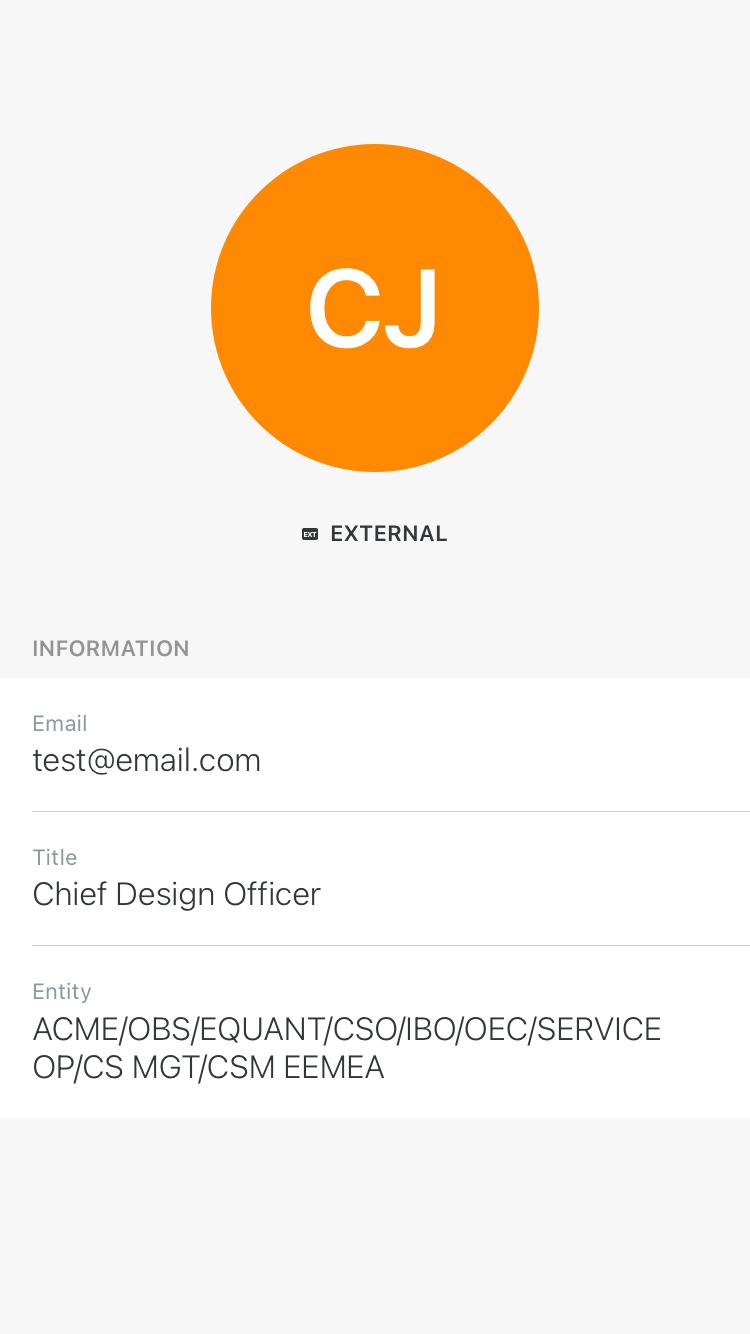 CJ
EXT EXTERNAL
INFORMATION
Email
test@email.com
Title
Chief Design Officer
Entity
ACME/OBS/EQUANT/CSO/IBO/OEC/SERVICE
OP/CS MGT/CSM EEMEA